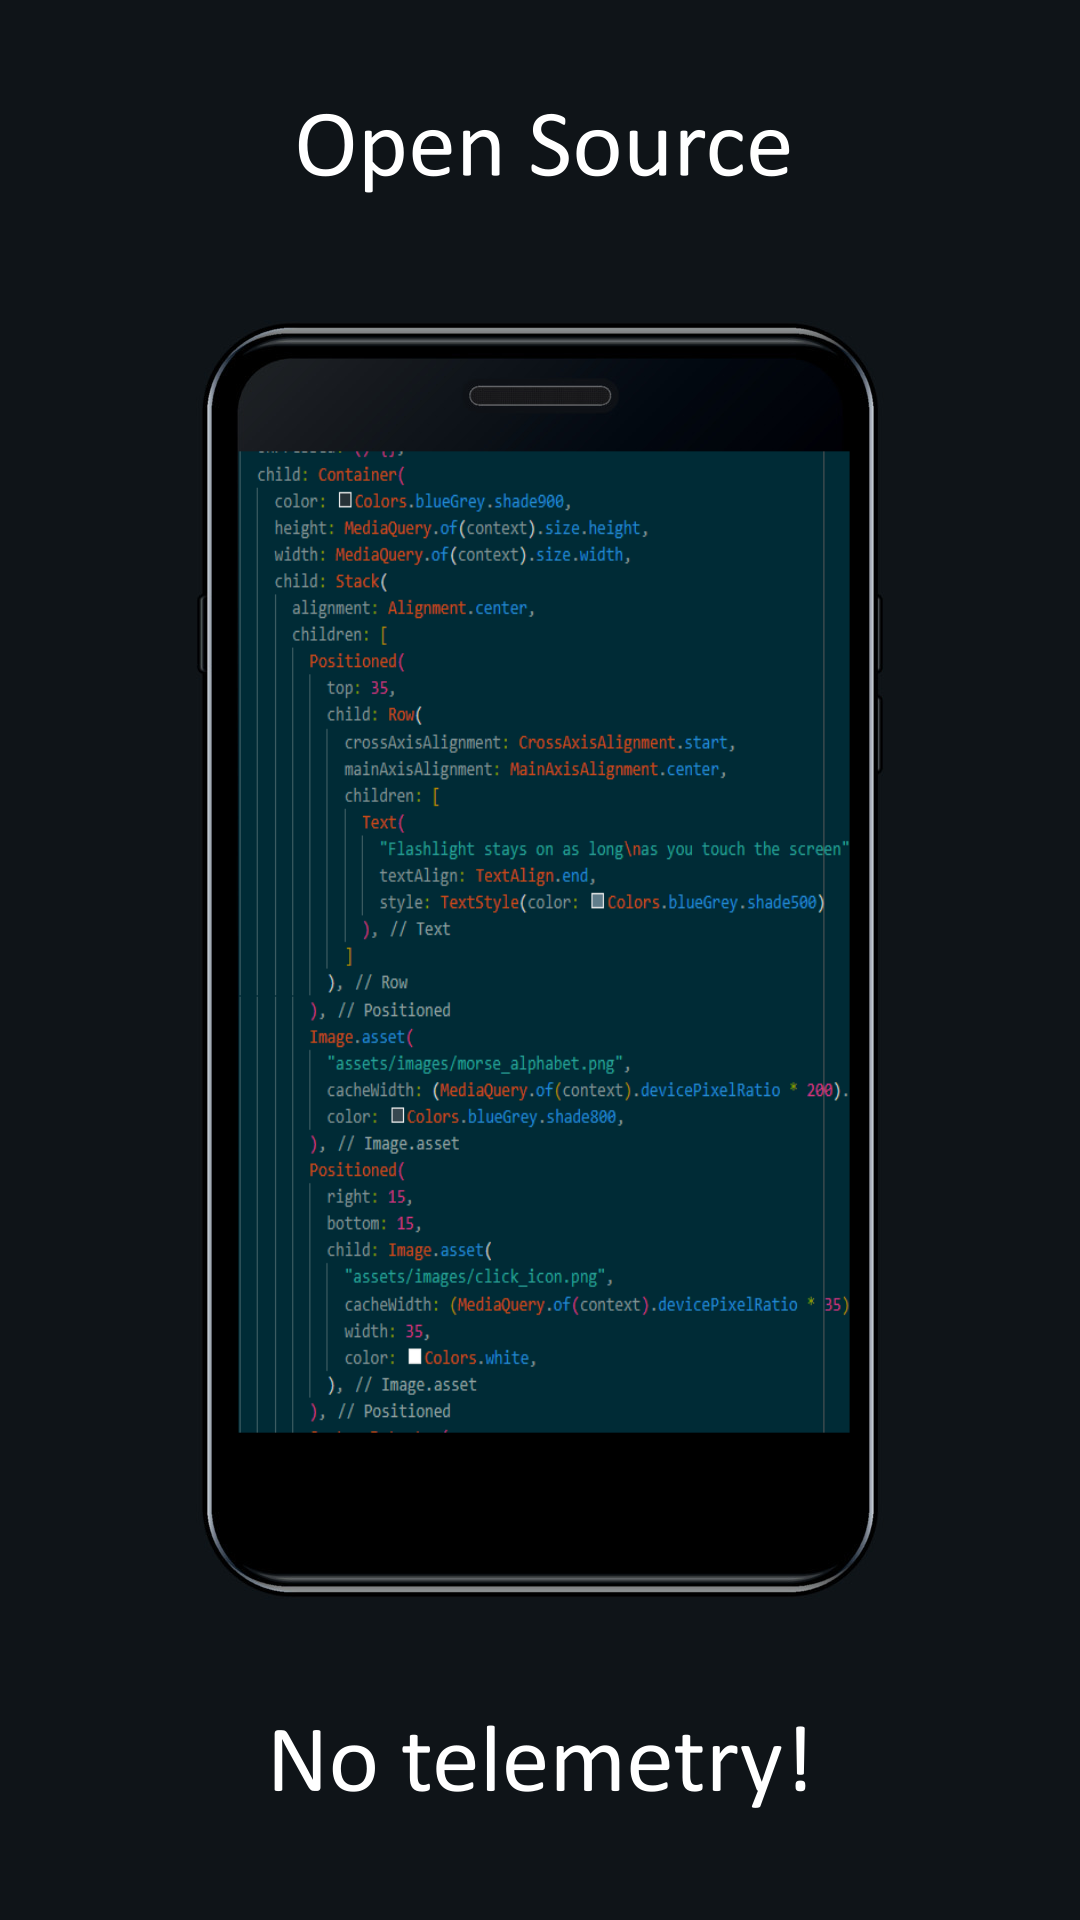 Open Source
child: Container(
color: Colors.blueGrey.shade900,
height: MediaQuery.of(context).size.height,
width: MediaQuery.of(context).size.width,
child: Stack(
alignment: Alignment.center,
children: [
Positioned(
top: 35,
child: Row(
crossAxisAlignment: CrossAxisAlignment.start,
mainAxisAlignment: MainAxisAlignment.center,
children: [
Text(
"Flashlight stays on as long\nas you touch the screen"
textAlign: TextAlign.end,
style: TextStyle(color: Colors.blueGrey.shade500)
), // Text
]
), // Row
), // Positioned
Image.asset(
"assets/images/morse_alphabet.png",
cacheWidth: (MediaQuery.of(context).devicePixelRatio * 200).
color: Colors.blueGrey.shade800,
), // Image.asset
Positioned(
right: 15,
bottom: 15,
child: Image.asset(
"assets/images/click_icon.png",
cacheWidth: (MediaQuery.of(context).devicePixelRatio * 35)
width: 35,
color: Colors.white,
), // Image.asset
), // Positioned
No telemetry!